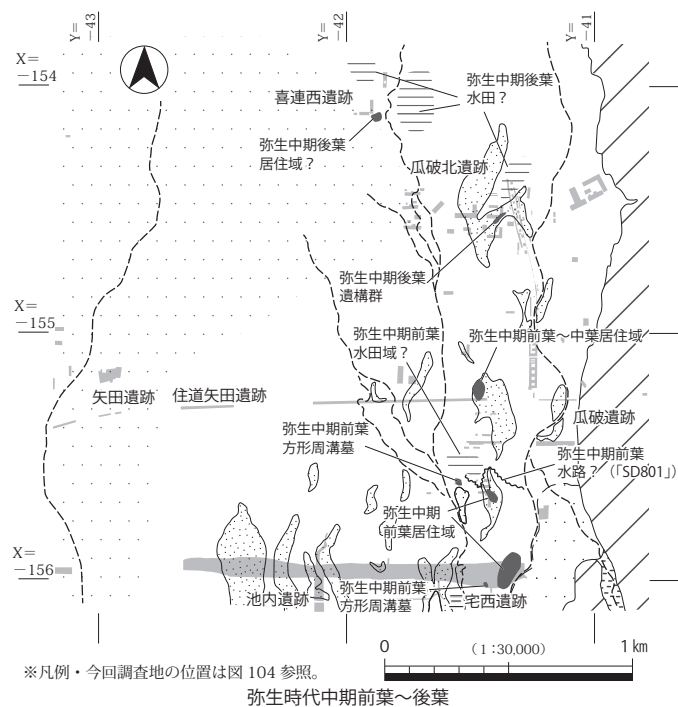 Y=
-43
Y=
-42
Y=
-41
X=
-154
喜連西遺跡
弥生中期後葉
水田？
弥生中期後葉
居住域？
瓜破北遺跡
弥生中期後葉
遺構群
X=
-155
弥生中期前葉
水田域？
弥生中期前葉～中葉居住域
矢田遺跡
住道矢田遺跡
瓜破遺跡
弥生中期前葉
方形周溝墓
弥生中期前葉
水路？（「SD801」）
弥生中期
前葉居住域
X=
-156
池内遺跡
弥生中期前葉
方形周溝墓
三宅西遺跡
0
（1:30,000）
1 km
※凡例・今回調査地の位置は図 104 参照。
弥生時代中期前葉～後葉